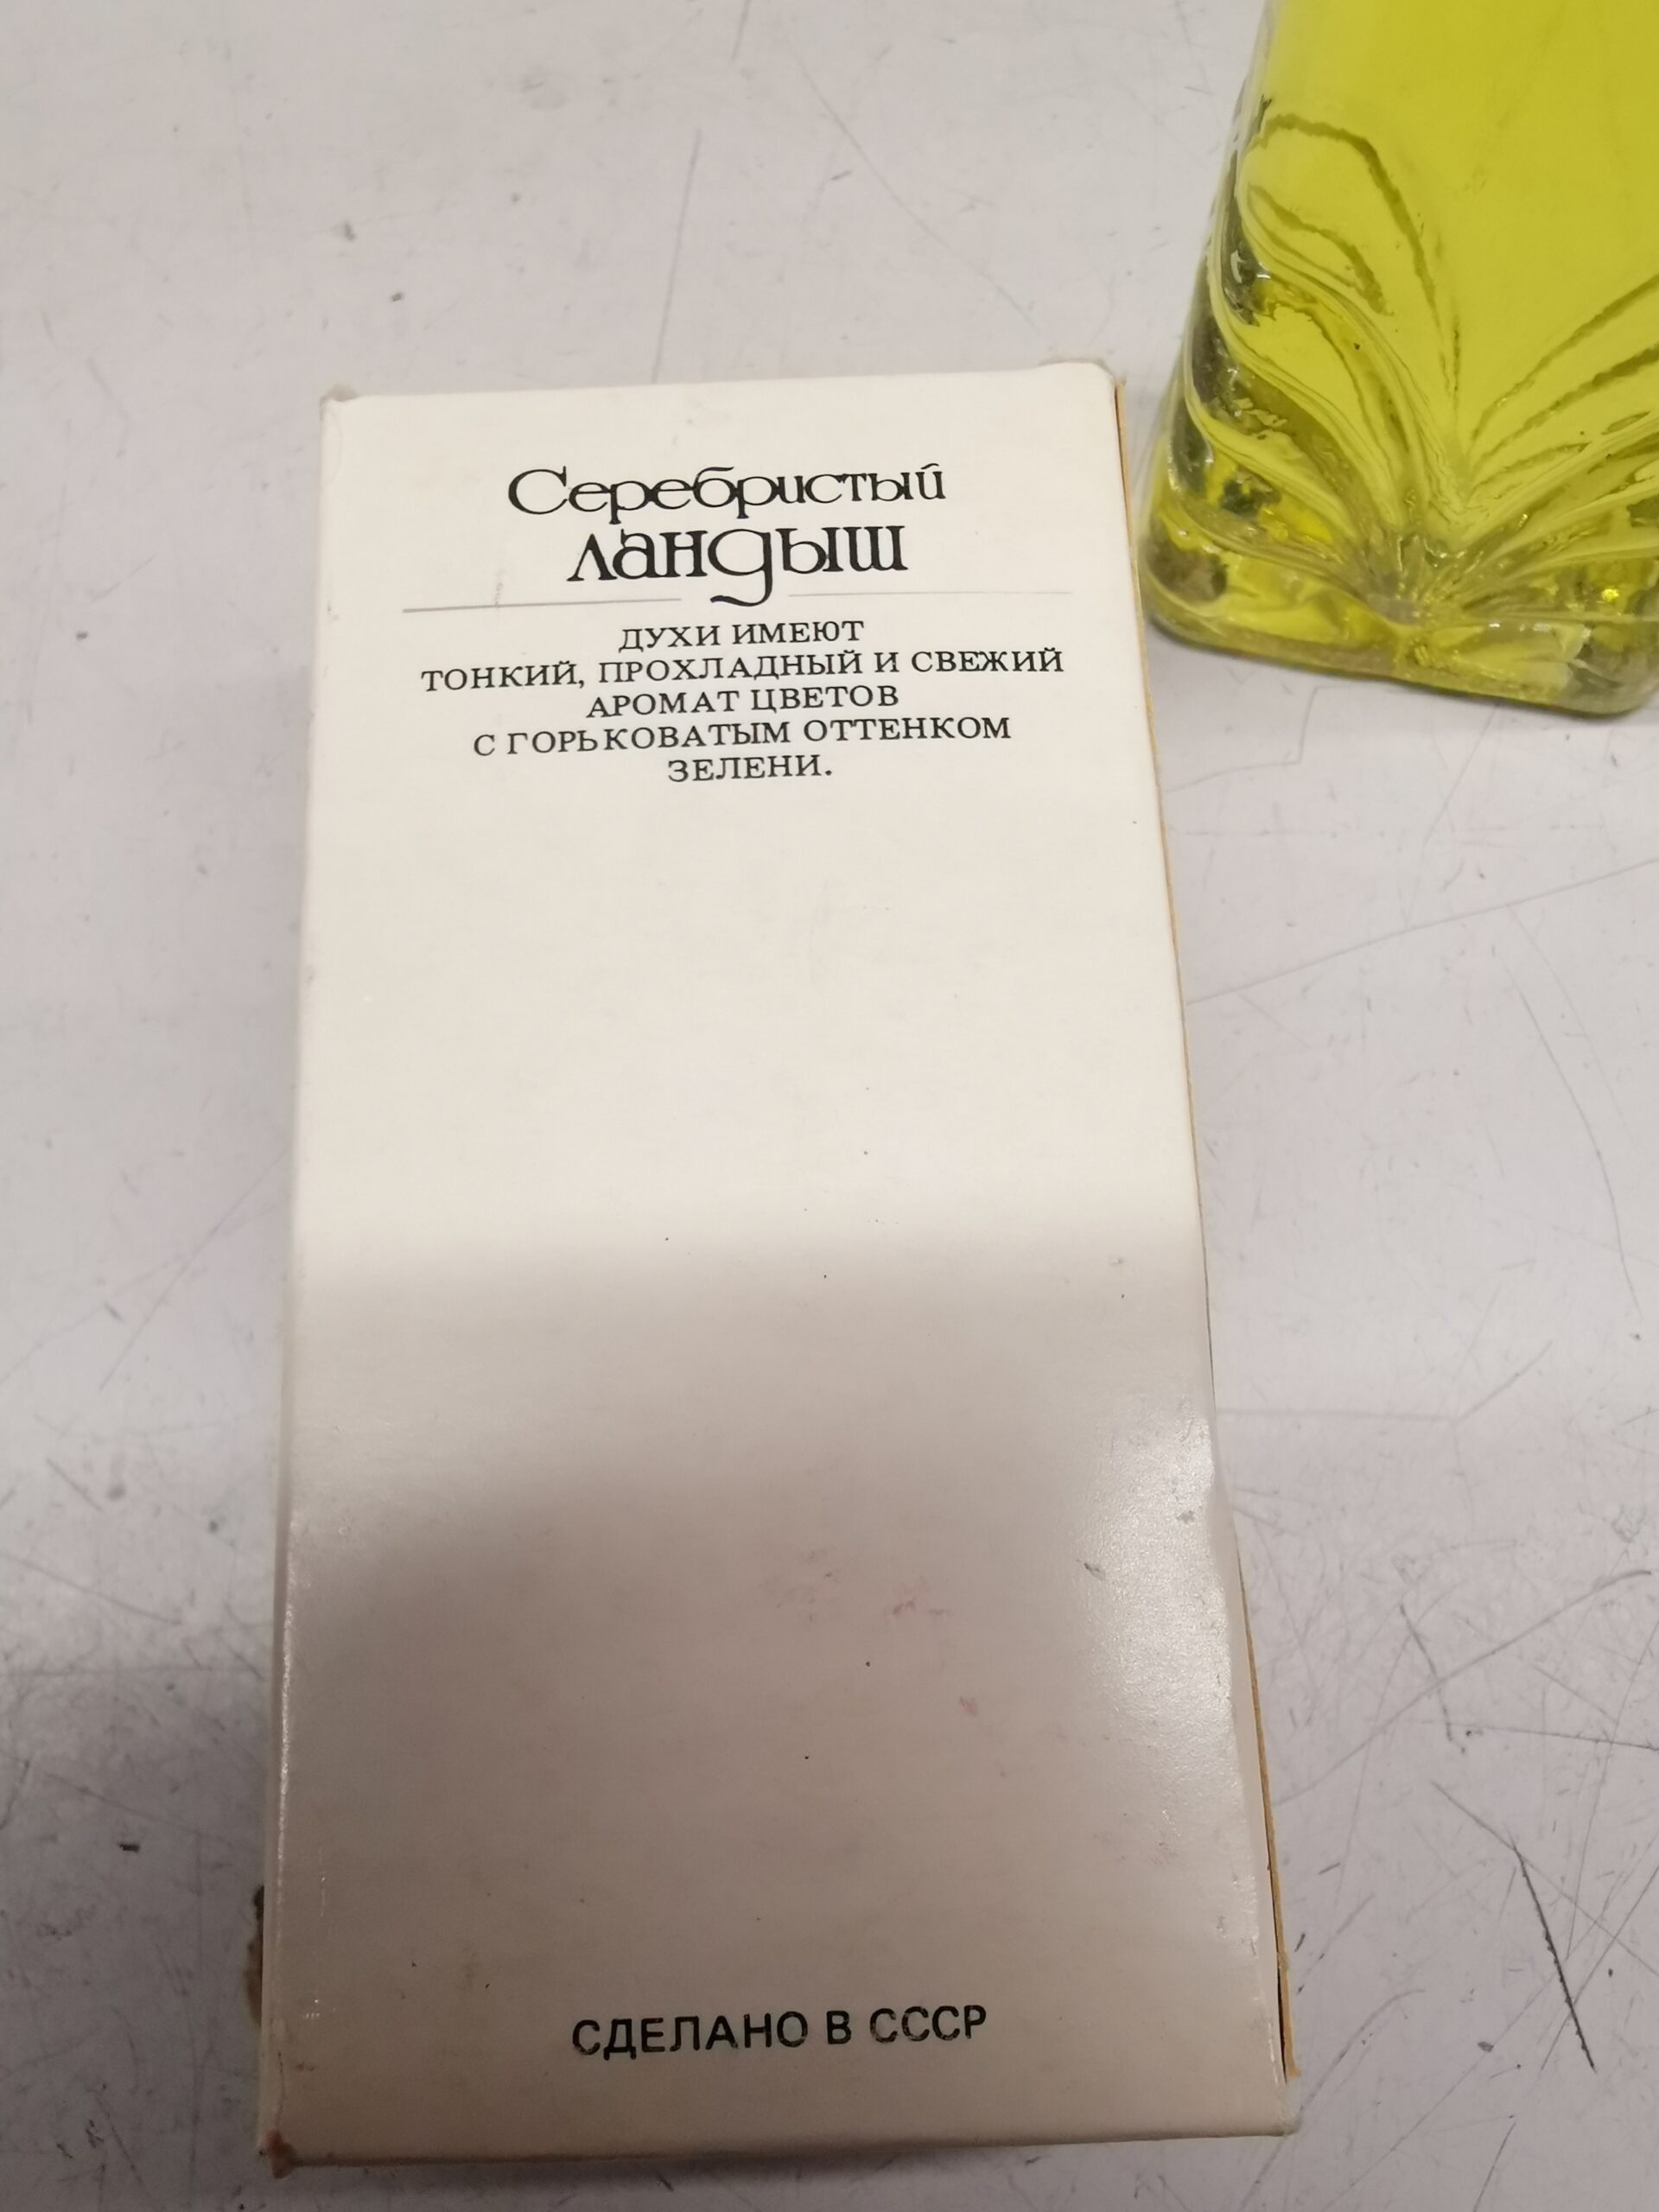 Серебристый
ландыш
ДУХИ ИМЕЮТ
ТОНКИЙ, ПРОХЛАДНЫЙ И СВЕЖИЙ
АРОМАТ ЦВЕТОВ
С ГОРЬКОВАТЫМ ОТТЕНКОМ
ЗЕЛЕНИ.
СДЕЛАНО В СССР